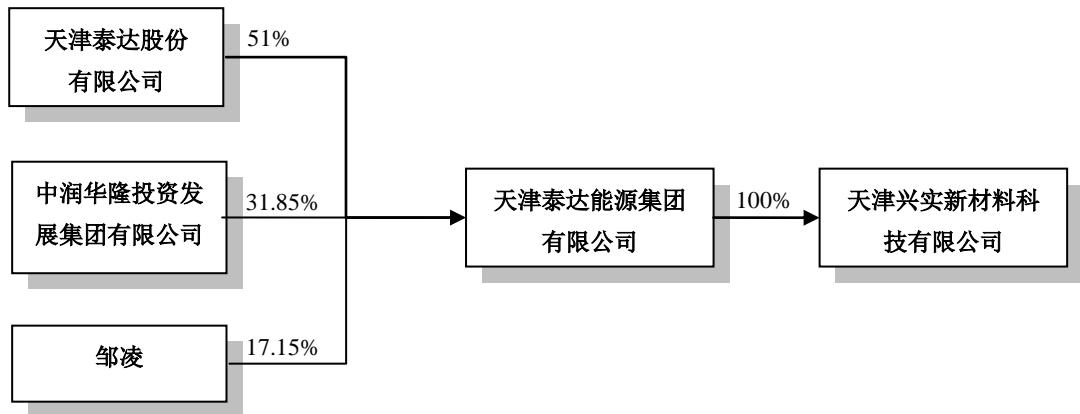 天津泰达股份
有限公司
51%
中润华隆投资发
展集团有限公司
31.85%
邹凌
17.15%
天津泰达能源集团
有限公司
100%
天津兴实新材料科
技有限公司